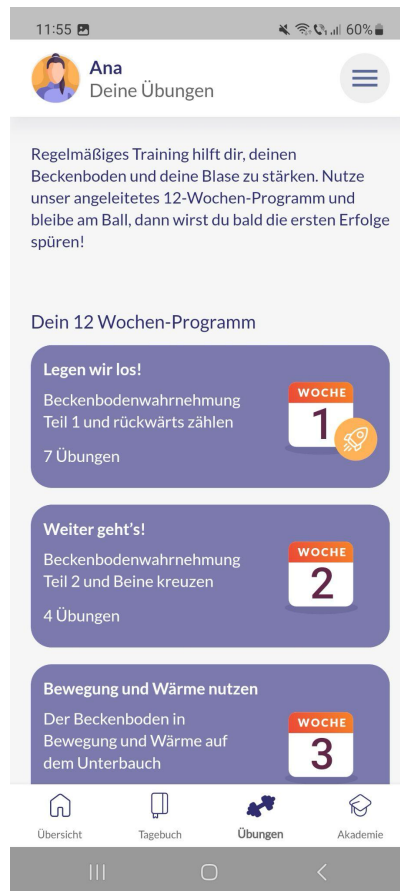 11:55
60%
Ana
Deine Übungen
Regelmäßiges Training hilft dir, deinen
Beckenboden und deine Blase zu stärken. Nutze
unser angeleitetes 12-Wochen-Programm und
bleibe am Ball, dann wirst du bald die ersten Erfolge
spüren!
Dein 12 Wochen-Programm
Legen wir los!
Beckenbodenwahrnehmung
Teil 1 und rückwärts zählen
7 Übungen
WOCHE
1
Weiter geht's!
Beckenbodenwahrnehmung
Teil 2 und Beine kreuzen
4 Übungen
WOCHE
2
Bewegung und Wärme nutzen
Der Beckenboden in
Bewegung und Wärme auf
dem Unterbauch
WOCHE
3
Übersicht
Tagebuch
Übungen
Akademie